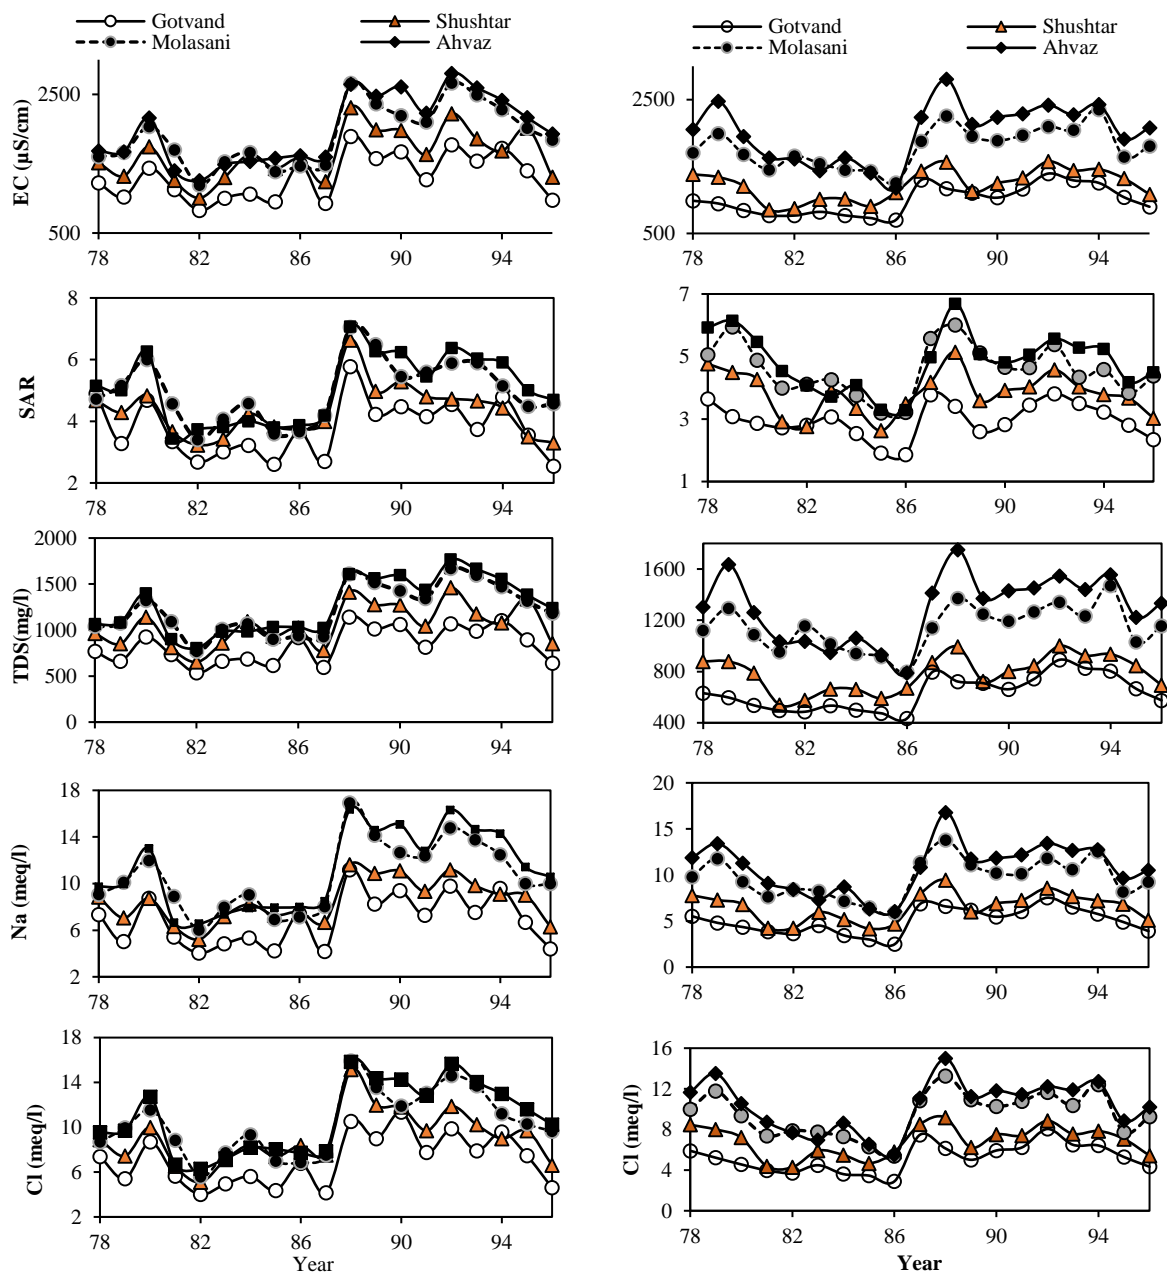 Gotvand Shushtar
Molasani Ahvaz
EC (µS/cm)
2500
500
78 82 86 90 94
SAR
8
6
4
2
78 82 86 90 94
TDS(mg/l)
2000
1500
1000
500
0
78 82 86 90 94
Na (meq/l)
18
14
10
6
2
78 82 86 90 94
Cl (meq/l)
18
14
10
6
2
78 82 86 90 94
Year
Gotvand Shushtar
Molasani Ahvaz
2500
500
78 82 86 90 94
7
5
3
1
78 82 86 90 94
1600
1200
800
400
78 82 86 90 94
20
15
10
5
0
78 82 86 90 94
Cl (meq/l)
16
12
8
4
0
78 82 86 90 94
Year